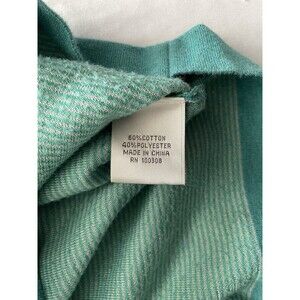 60%COTTON
40%POLYESTER
MADE IN CHINA
RN 100308